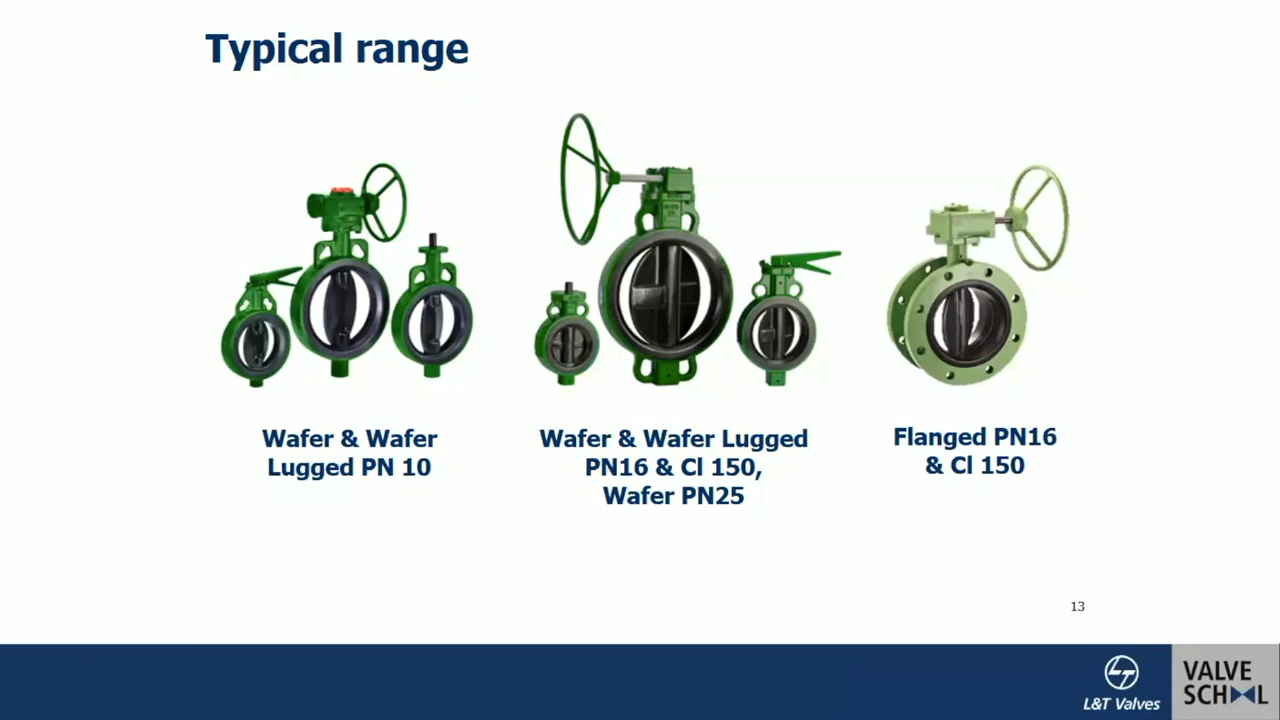 Typical range
Wafer & Wafer
Lugged PN 10
Wafer & Wafer Lugged
PN16 & Cl 150,
Wafer PN25
Flanged PN16
& Cl 150
13
L&T Valves
VALVE
SCHOOL